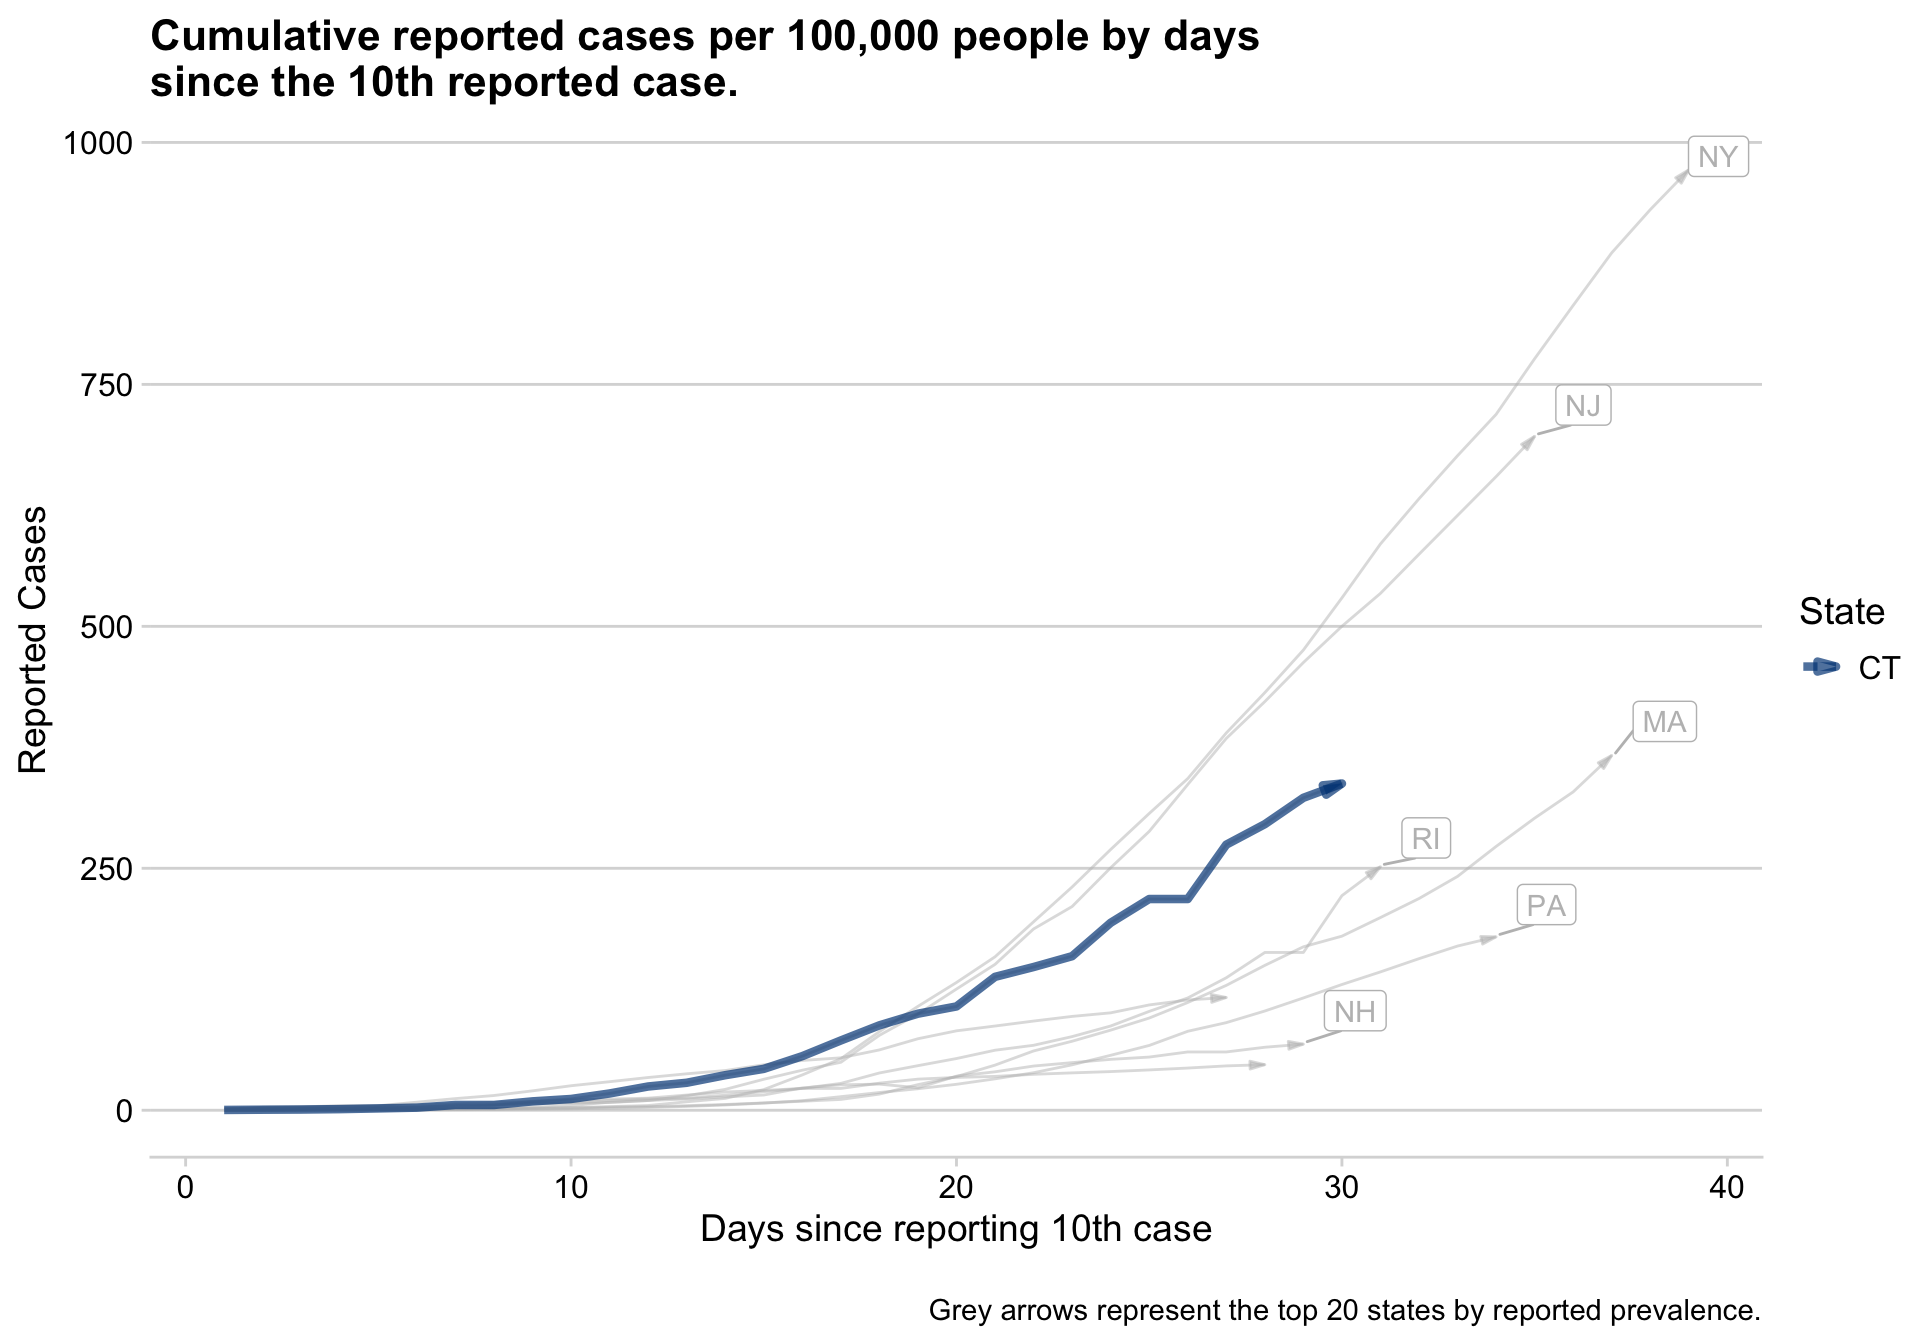 Cumulative reported cases per 100,000 people by days
since the 10th reported case.
1000
750
500
250
0
Reported Cases
NY
NJ
MA
RI
PA
NH
State
CT
0
10
20
30
40
Days since reporting 10th case
Grey arrows represent the top 20 states by reported prevalence.